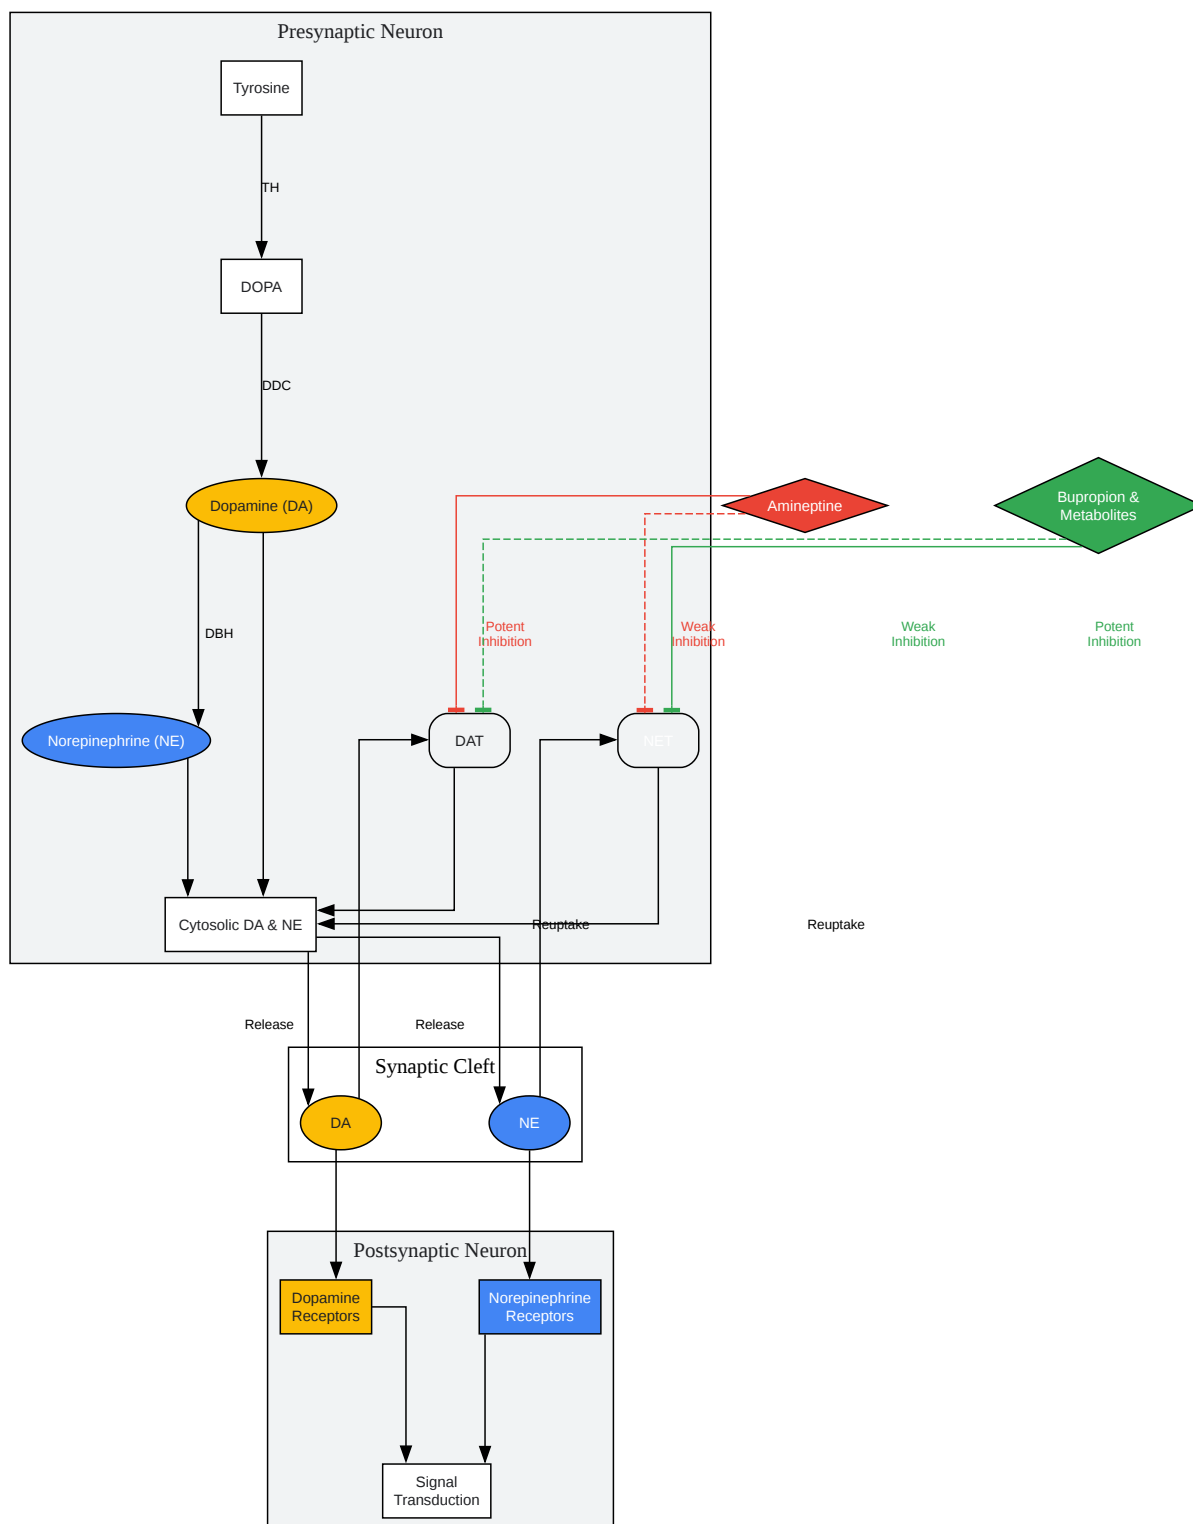 Presynaptic Neuron
Tyrosine
TH
DOPA
DDC
Dopamine (DA)
Amineptine
Bupropion &
Metabolites
DBH
Potent
Inhibition
Weak
Inhibition
Weak
Inhibition
Potent
Inhibition
Norepinephrine (NE)
DAT
NET
Cytosolic DA & NE
Reuptake
Reuptake
Release
Release
Synaptic Cleft
DA
NE
Postsynaptic Neuron
Dopamine
Receptors
Norepinephrine
Receptors
Signal
Transduction